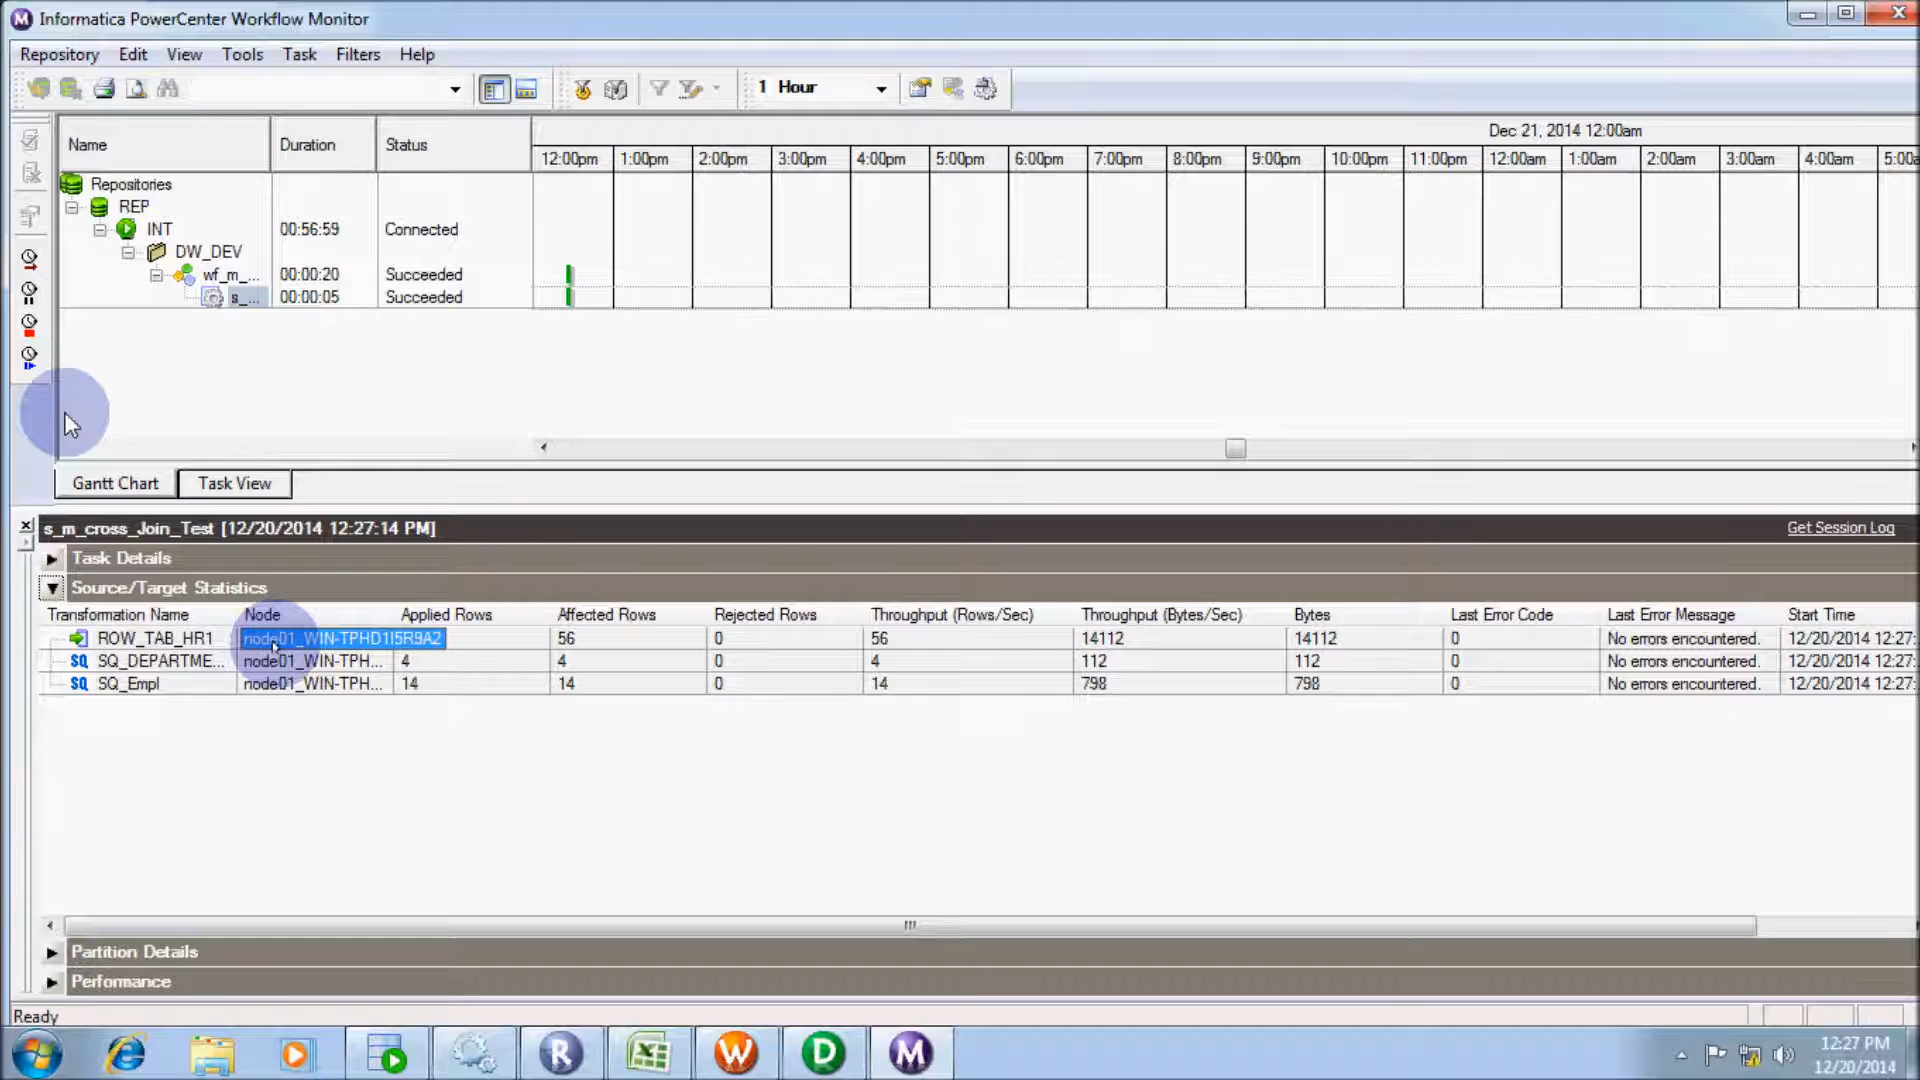 Informatica PowerCenter Workflow Monitor
Repository Edit View Tools Task Filters Help
1 Hour
Name Duration Status Dec 21, 2014 12:00am
12:00pm 1:00pm 2:00pm 3:00pm 4:00pm 5:00pm 6:00pm 7:00pm 8:00pm 9:00pm 10:00pm 11:00pm 12:00am 1:00am 2:00am 3:00am 4:00am 5:00a
Repositories
REP
INT 00:56:59 Connected
DW_DEV
wf_m_... 00:00:20 Succeeded
s_... 00:00:05 Succeeded
Gantt Chart Task View
s_m_cross_Join_Test [12/20/2014 12:27:14 PM] Get Session Log
Task Details
Source/Target Statistics
Transformation Name Node Applied Rows Affected Rows Rejected Rows Throughput (Rows/Sec) Throughput (Bytes/Sec) Bytes Last Error Code Last Error Message Start Time
ROW_TAB_HR1 node01_WIN-TPHD1I5R9A2 56 0 56 14112 14112 0 No errors encountered. 12/20/2014 12:27:
SQ_DEPARTME... node01_WIN-TPH... 4 4 0 4 112 112 0 No errors encountered. 12/20/2014 12:27:
SQ_Empl node01_WIN-TPH... 14 14 0 14 798 798 0 No errors encountered. 12/20/2014 12:27:
Partition Details
Performance
Ready
R W D M
12:27 PM
12/20/2014